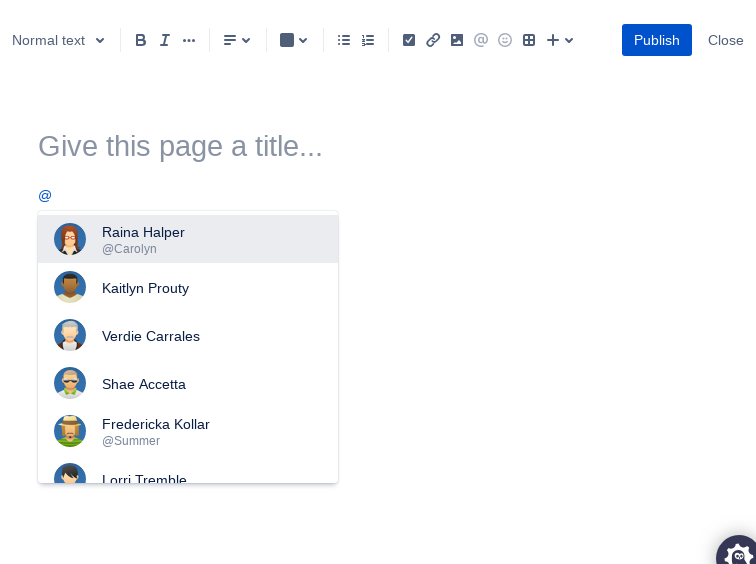 Normal text
Publish
Close
Give this page a title...
@
Raina Halper
@Carolyn
Kaitlyn Prouty
Verdie Carrales
Shae Accetta
Fredericka Kollar
@Summer
Lorri Tremble